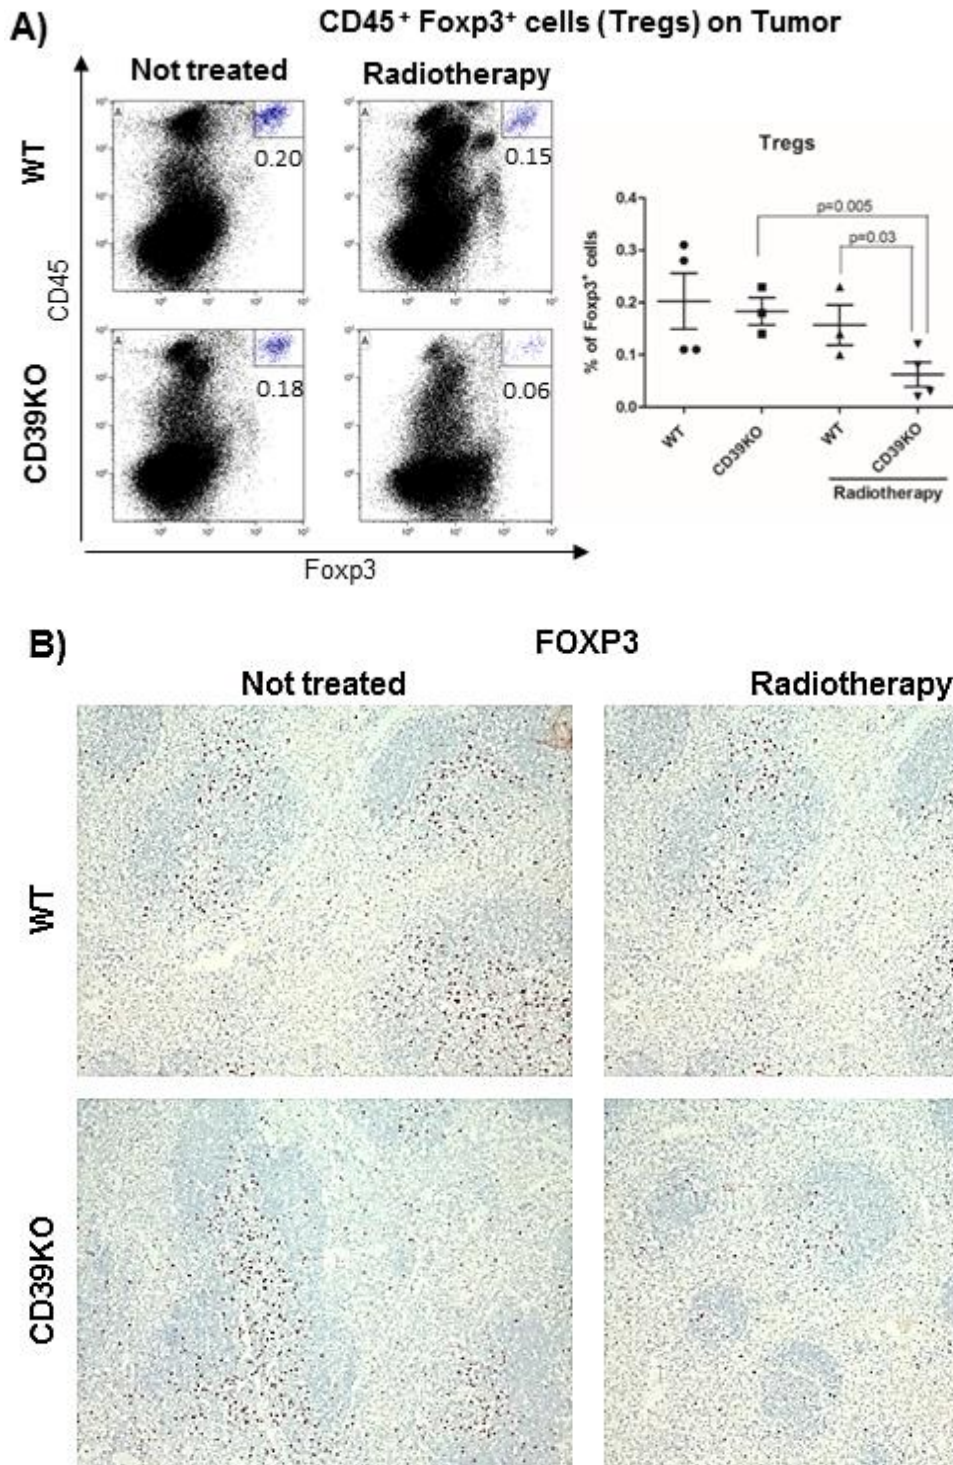 A)
CD45⁺ Foxp3⁺ cells (Tregs) on Tumor
Not treated
Radiotherapy
WT
A
0.20
A
0.15
CD45
CD39KO
A
0.18
A
0.06
Foxp3
Tregs
% of Foxp3⁺ cells
0.4
0.3
0.2
0.1
0.0
p=0.005
p=0.03
WT
CD39KO
WT
CD39KO
Radiotherapy
B)
FOXP3
Not treated
Radiotherapy
WT
CD39KO